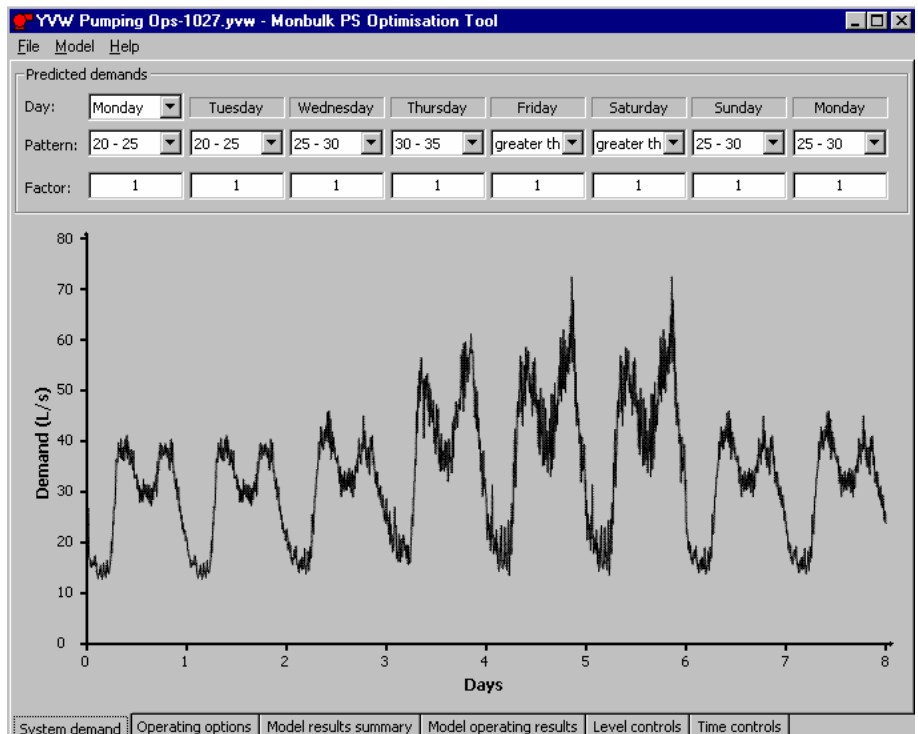 YVW Pumping Ops-1027.yvw - Monbulk PS Optimisation Tool
File Model Help
Predicted demands
Day: Monday Tuesday Wednesday Thursday Friday Saturday Sunday Monday
Pattern: 20 - 25 20 - 25 25 - 30 30 - 35 greater th greater th 25 - 30 25 - 30
Factor: 1 1 1 1 1 1 1 1
80
70
60
50
40
30
20
10
0
Demand (L/s)
0 1 2 3 4 5 6 7 8
Days
System demand Operating options Model results summary Model operating results Level controls Time controls